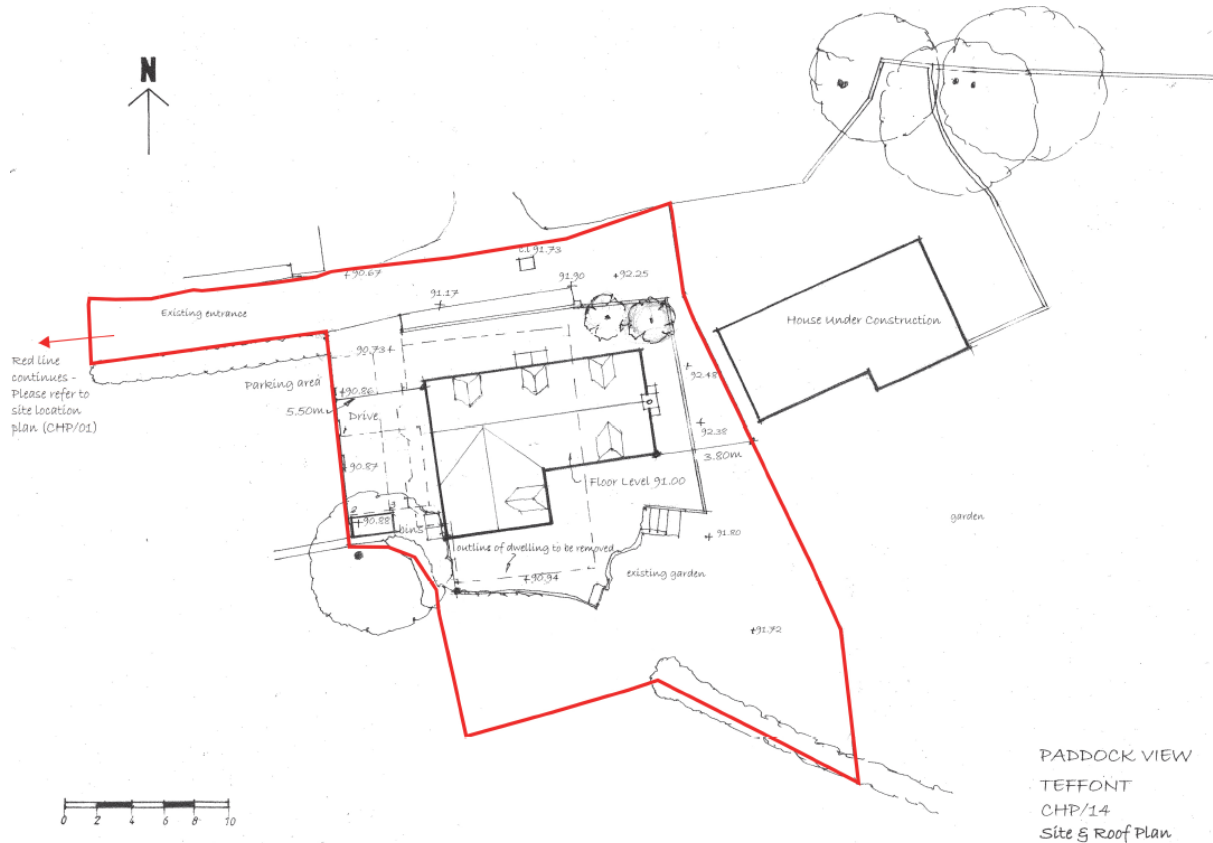 N
C.L 91.73
+90.67
91.90
+92.25
91.17
Existing entrance
House Under Construction
Red line
continues -
Please refer to
site location
plan (CHP/01)
90.73+
Parking area
+90.86
92.48
5.50m
Drive
92.38
3.80m
+90.87
Floor Level 91.00
+90.88
bins
garden
+91.80
outline of dwelling to be removed
+90.94
existing garden
+91.72
PADDOCK VIEW
TEFFONT
CHP/14
Site & Roof Plan
0 2 4 6 8 10